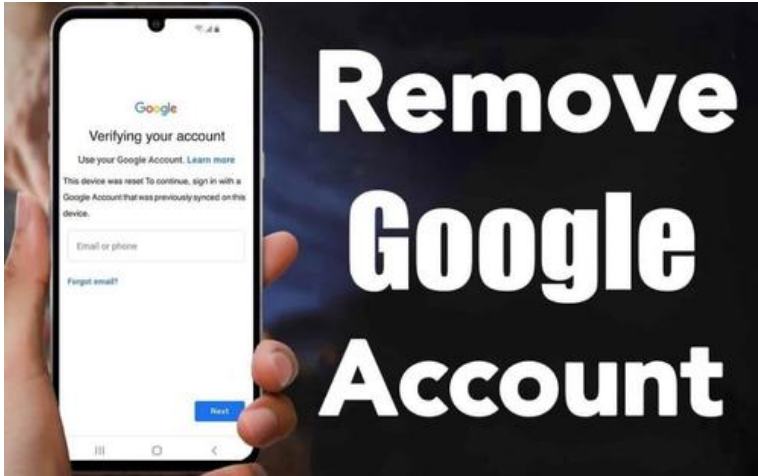 Google
Verifying your account
Use your Google Account. Learn more
This device was reset To continue, sign in with a
Google Account that was previously synced on this
device.
Email or phone
Forgot email?
Next
Remove
Google
Account